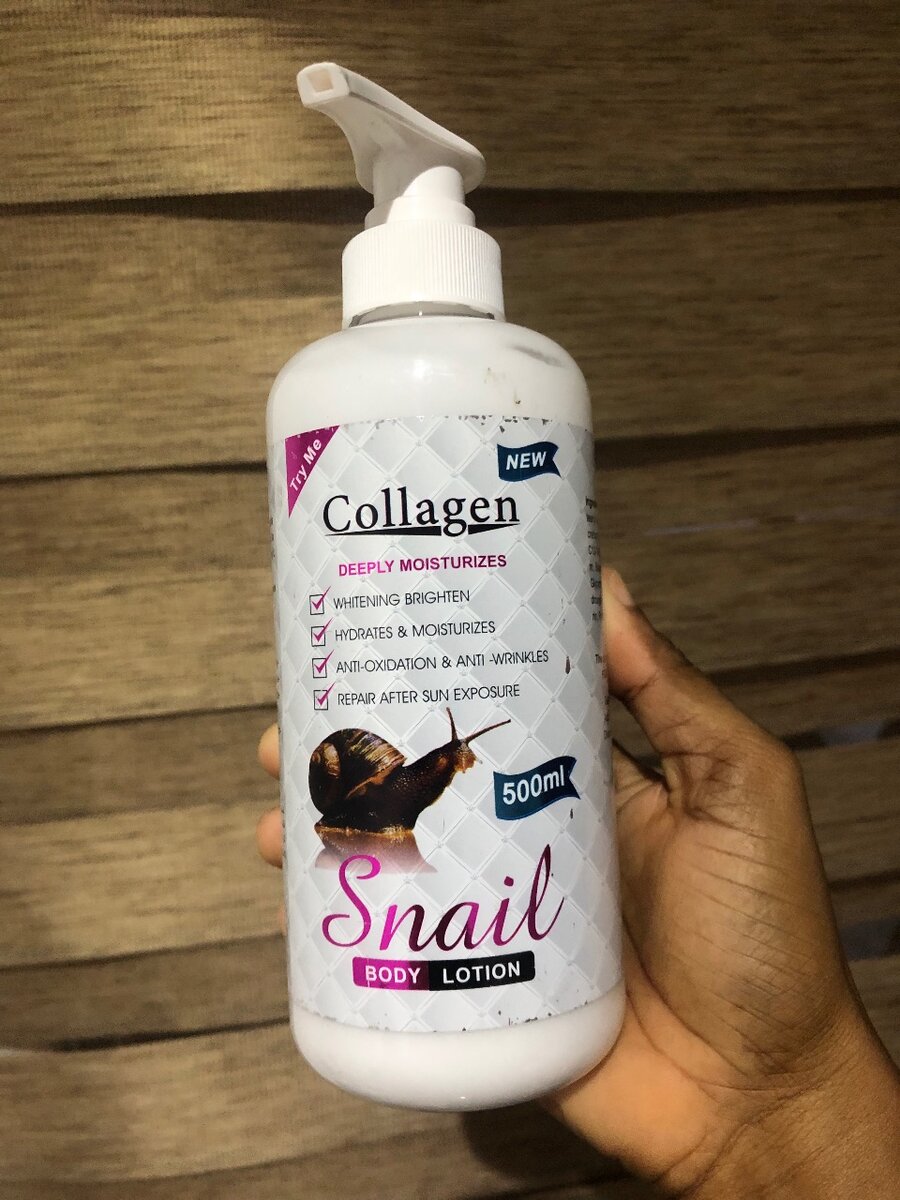 Try Me
NEW
Collagen
DEEPLY MOISTURIZES
WHITENING BRIGHTEN
HYDRATES & MOISTURIZES
ANTI-OXIDATION & ANTI -WRINKLES
REPAIR AFTER SUN EXPOSURE
500ml
Snail
BODY LOTION